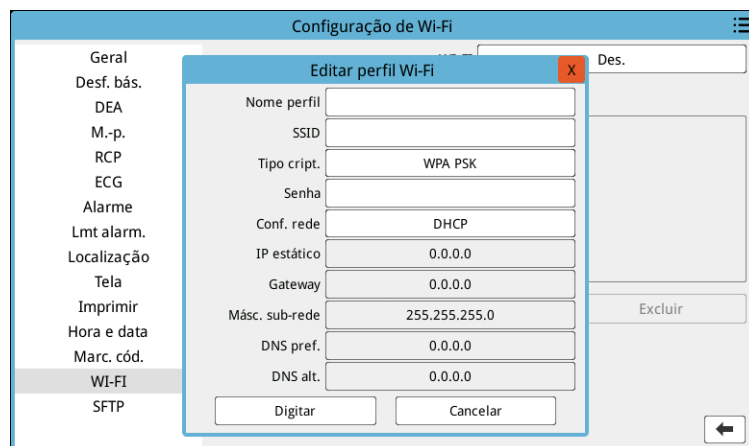 Configuração de Wi-Fi
Geral
Desf. bás.
DEA
M.-p.
RCP
ECG
Alarme
Lmt alarm.
Localização
Tela
Imprimir
Hora e data
Marc. cód.
WI-FI
SFTP
Des.
Editar perfil Wi-Fi
X
Nome perfil
SSID
Tipo cript. WPA PSK
Senha
Conf. rede DHCP
IP estático 0.0.0.0
Gateway 0.0.0.0
Másc. sub-rede 255.255.255.0
DNS pref. 0.0.0.0
DNS alt. 0.0.0.0
Digitar Cancelar
Excluir